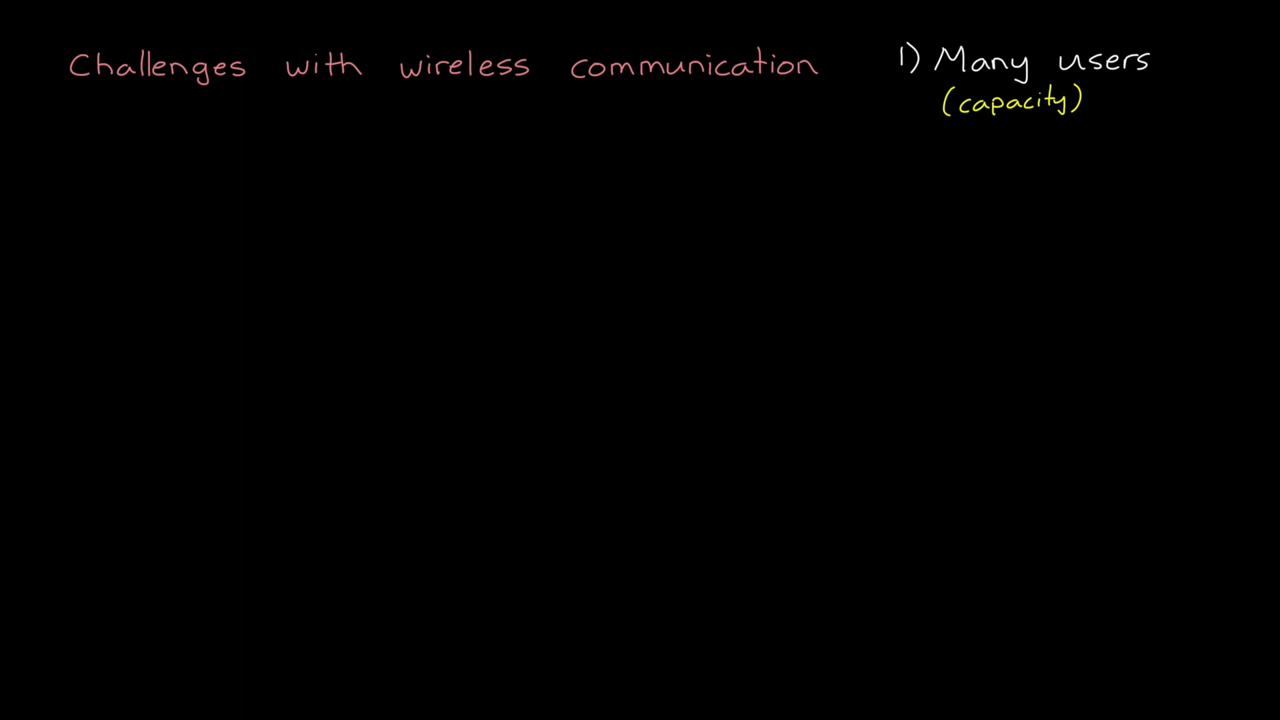 Challenges with wireless communication
1) Many users
(capacity)